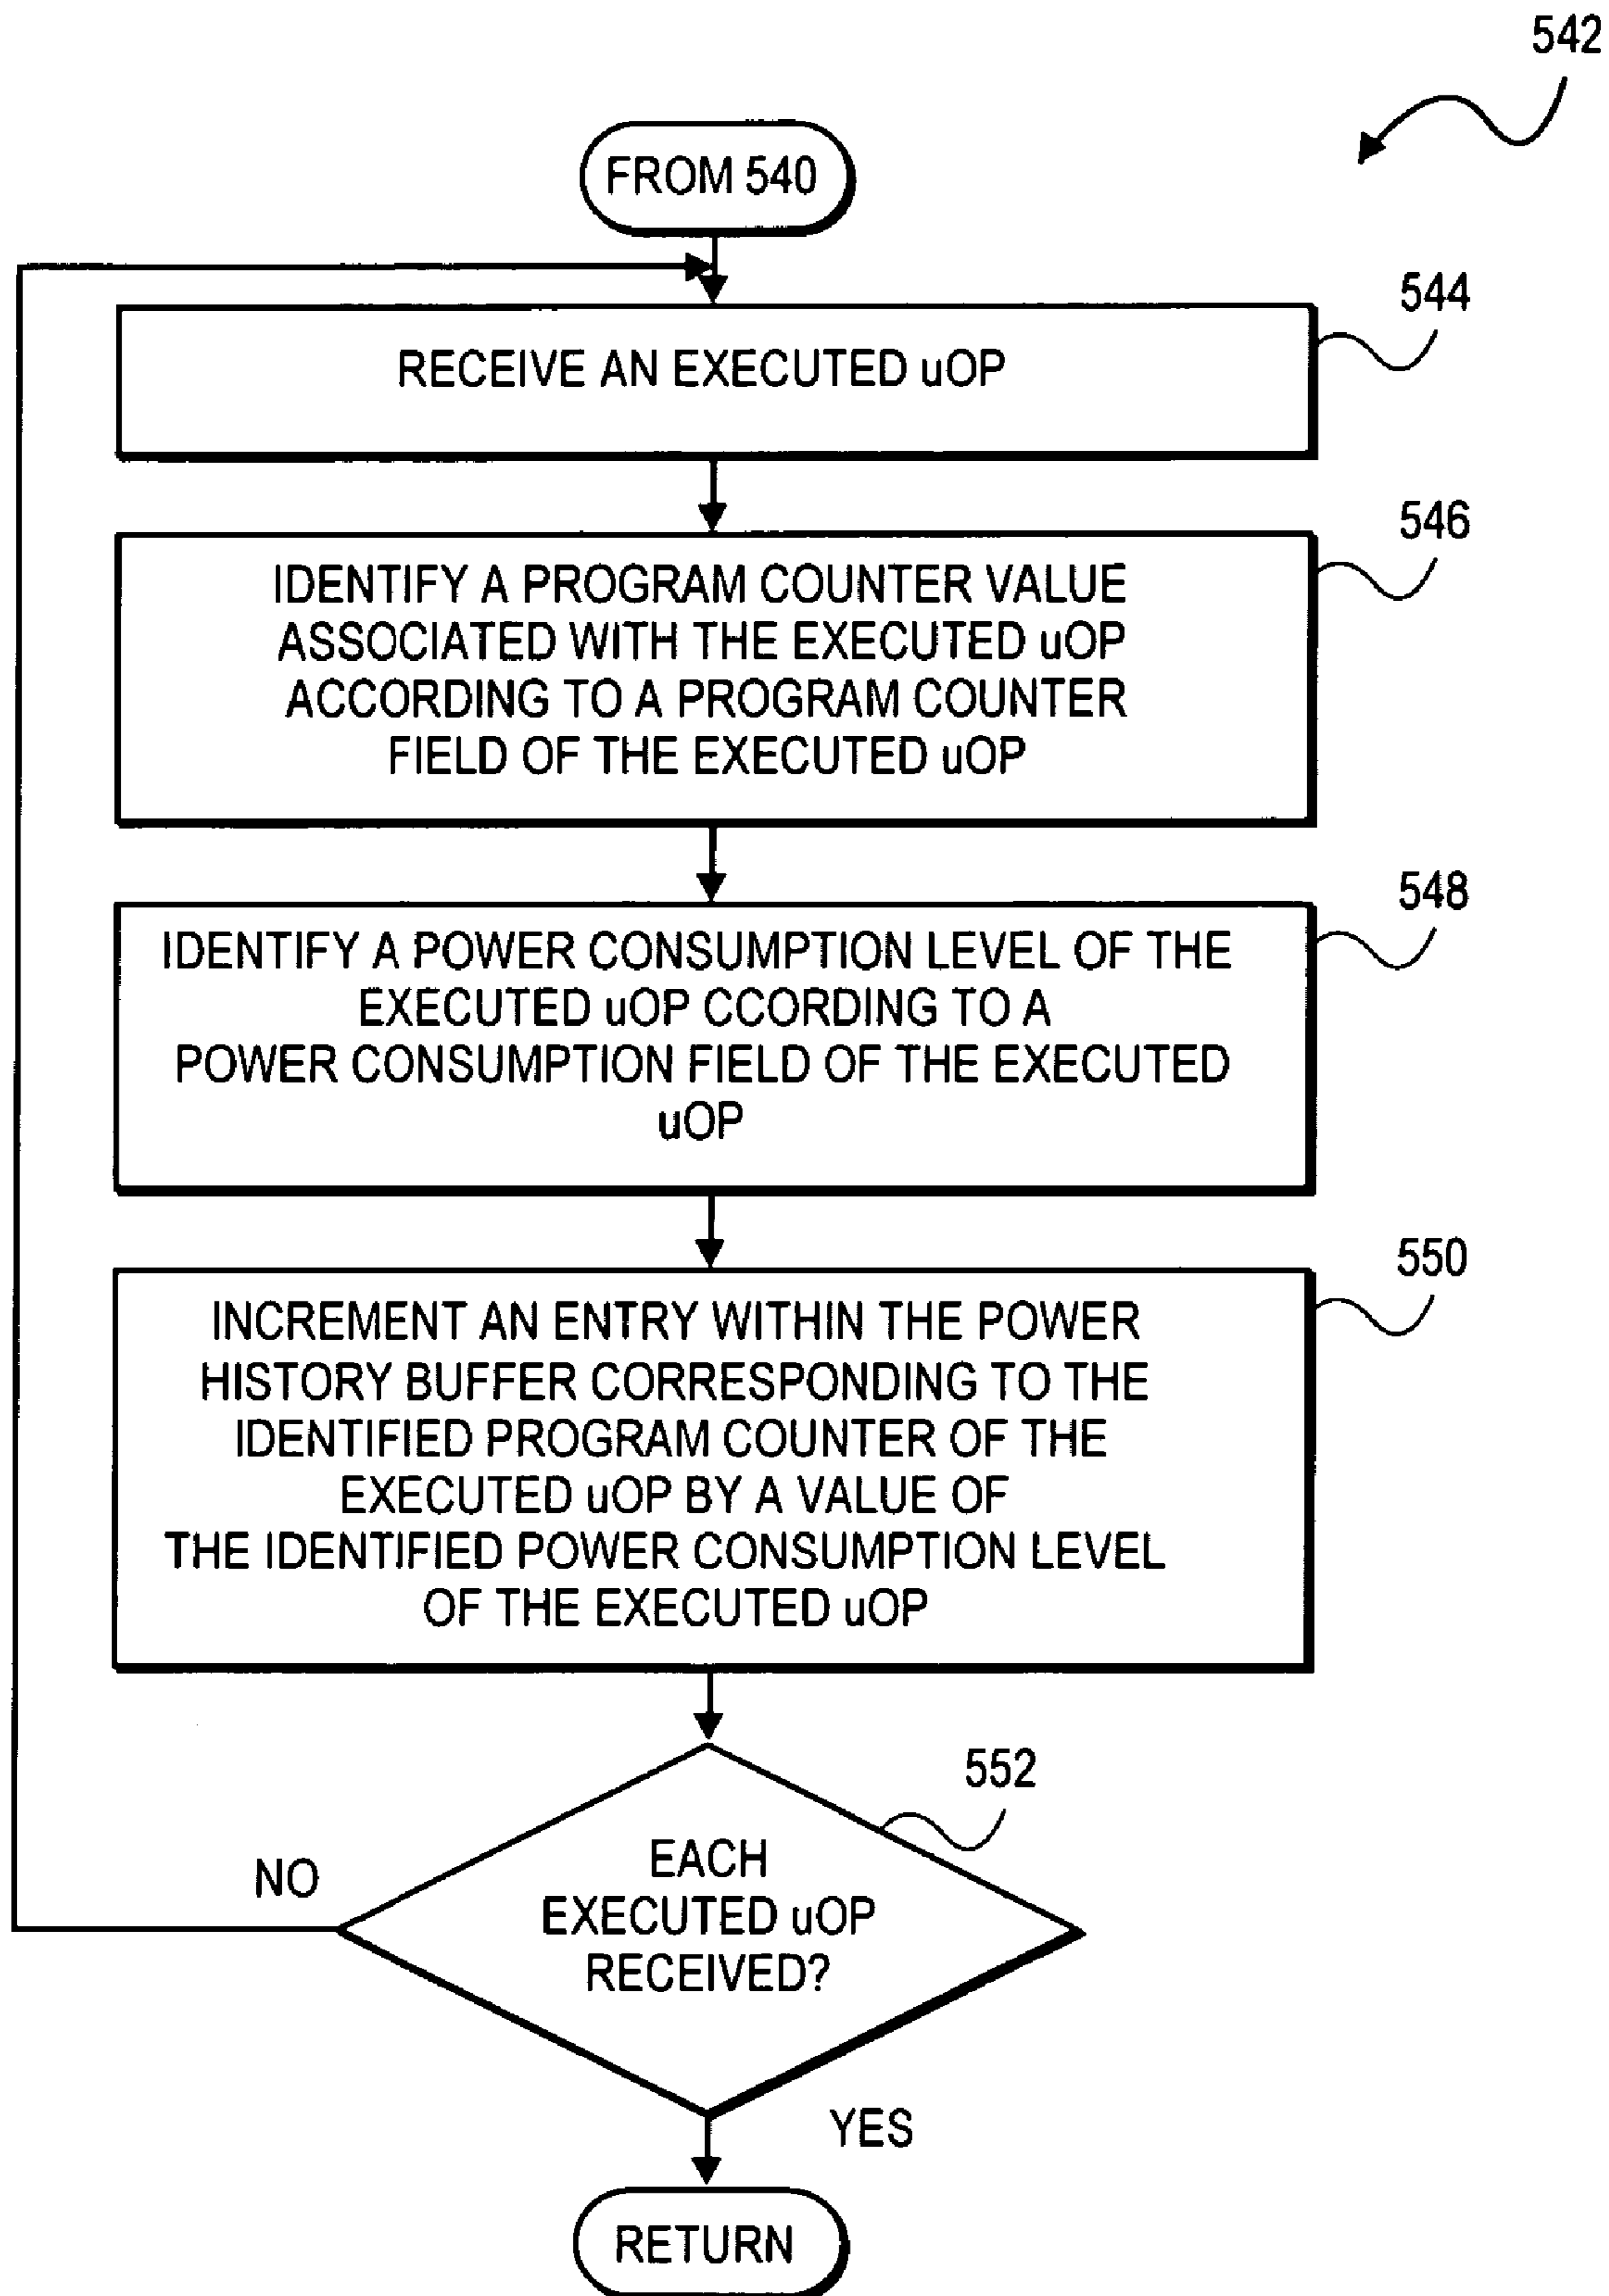 542
FROM 540
544
RECEIVE AN EXECUTED uOP
546
IDENTIFY A PROGRAM COUNTER VALUE
ASSOCIATED WITH THE EXECUTED uOP
ACCORDING TO A PROGRAM COUNTER
FIELD OF THE EXECUTED uOP
548
IDENTIFY A POWER CONSUMPTION LEVEL OF THE
EXECUTED uOP CCORDING TO A
POWER CONSUMPTION FIELD OF THE EXECUTED
uOP
550
INCREMENT AN ENTRY WITHIN THE POWER
HISTORY BUFFER CORRESPONDING TO THE
IDENTIFIED PROGRAM COUNTER OF THE
EXECUTED uOP BY A VALUE OF
THE IDENTIFIED POWER CONSUMPTION LEVEL
OF THE EXECUTED uOP
552
EACH
EXECUTED uOP
RECEIVED?
NO
YES
RETURN